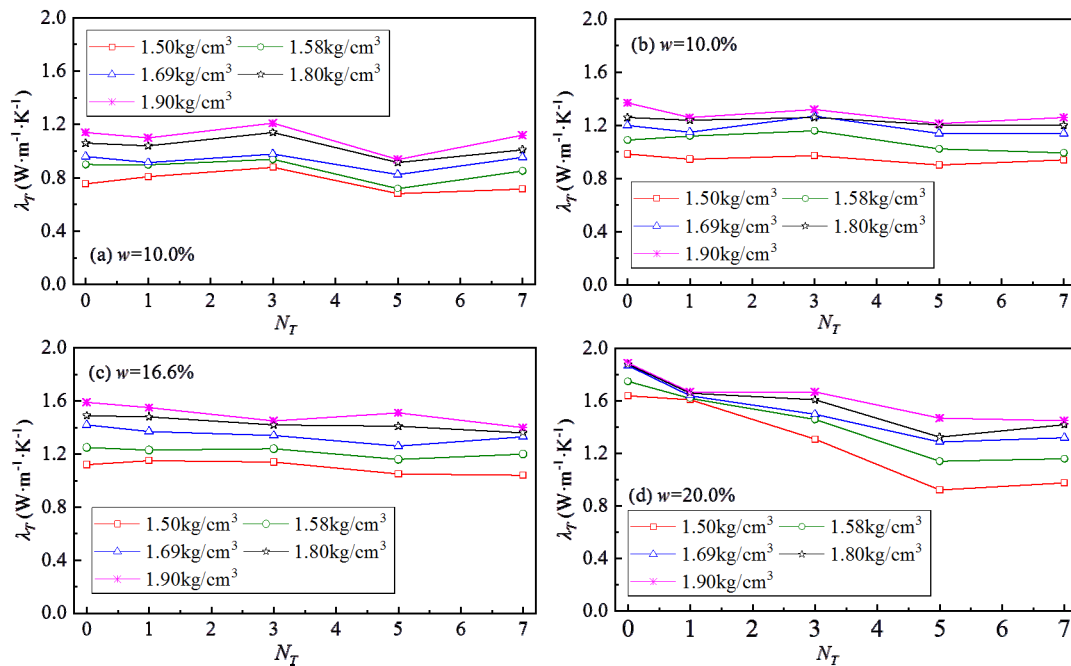 2.0
1.6
1.2
0.8
0.4
0.0
λ_T (W·m⁻¹·K⁻¹)
1.50kg/cm³ 1.58kg/cm³
1.69kg/cm³ 1.80kg/cm³
1.90kg/cm³
(a) w=10.0%
0 1 2 3 4 5 6 7
N_T
2.0
1.6
1.2
0.8
0.4
0.0
λ_T (W·m⁻¹·K⁻¹)
(b) w=10.0%
1.50kg/cm³ 1.58kg/cm³
1.69kg/cm³ 1.80kg/cm³
1.90kg/cm³
0 1 2 3 4 5 6 7
N_T
2.0
1.6
1.2
0.8
0.4
0.0
λ_T (W·m⁻¹·K⁻¹)
(c) w=16.6%
1.50kg/cm³ 1.58kg/cm³
1.69kg/cm³ 1.80kg/cm³
1.90kg/cm³
0 1 2 3 4 5 6 7
N_T
2.0
1.6
1.2
0.8
0.4
0.0
λ_T (W·m⁻¹·K⁻¹)
(d) w=20.0%
1.50kg/cm³ 1.58kg/cm³
1.69kg/cm³ 1.80kg/cm³
1.90kg/cm³
0 1 2 3 4 5 6 7
N_T